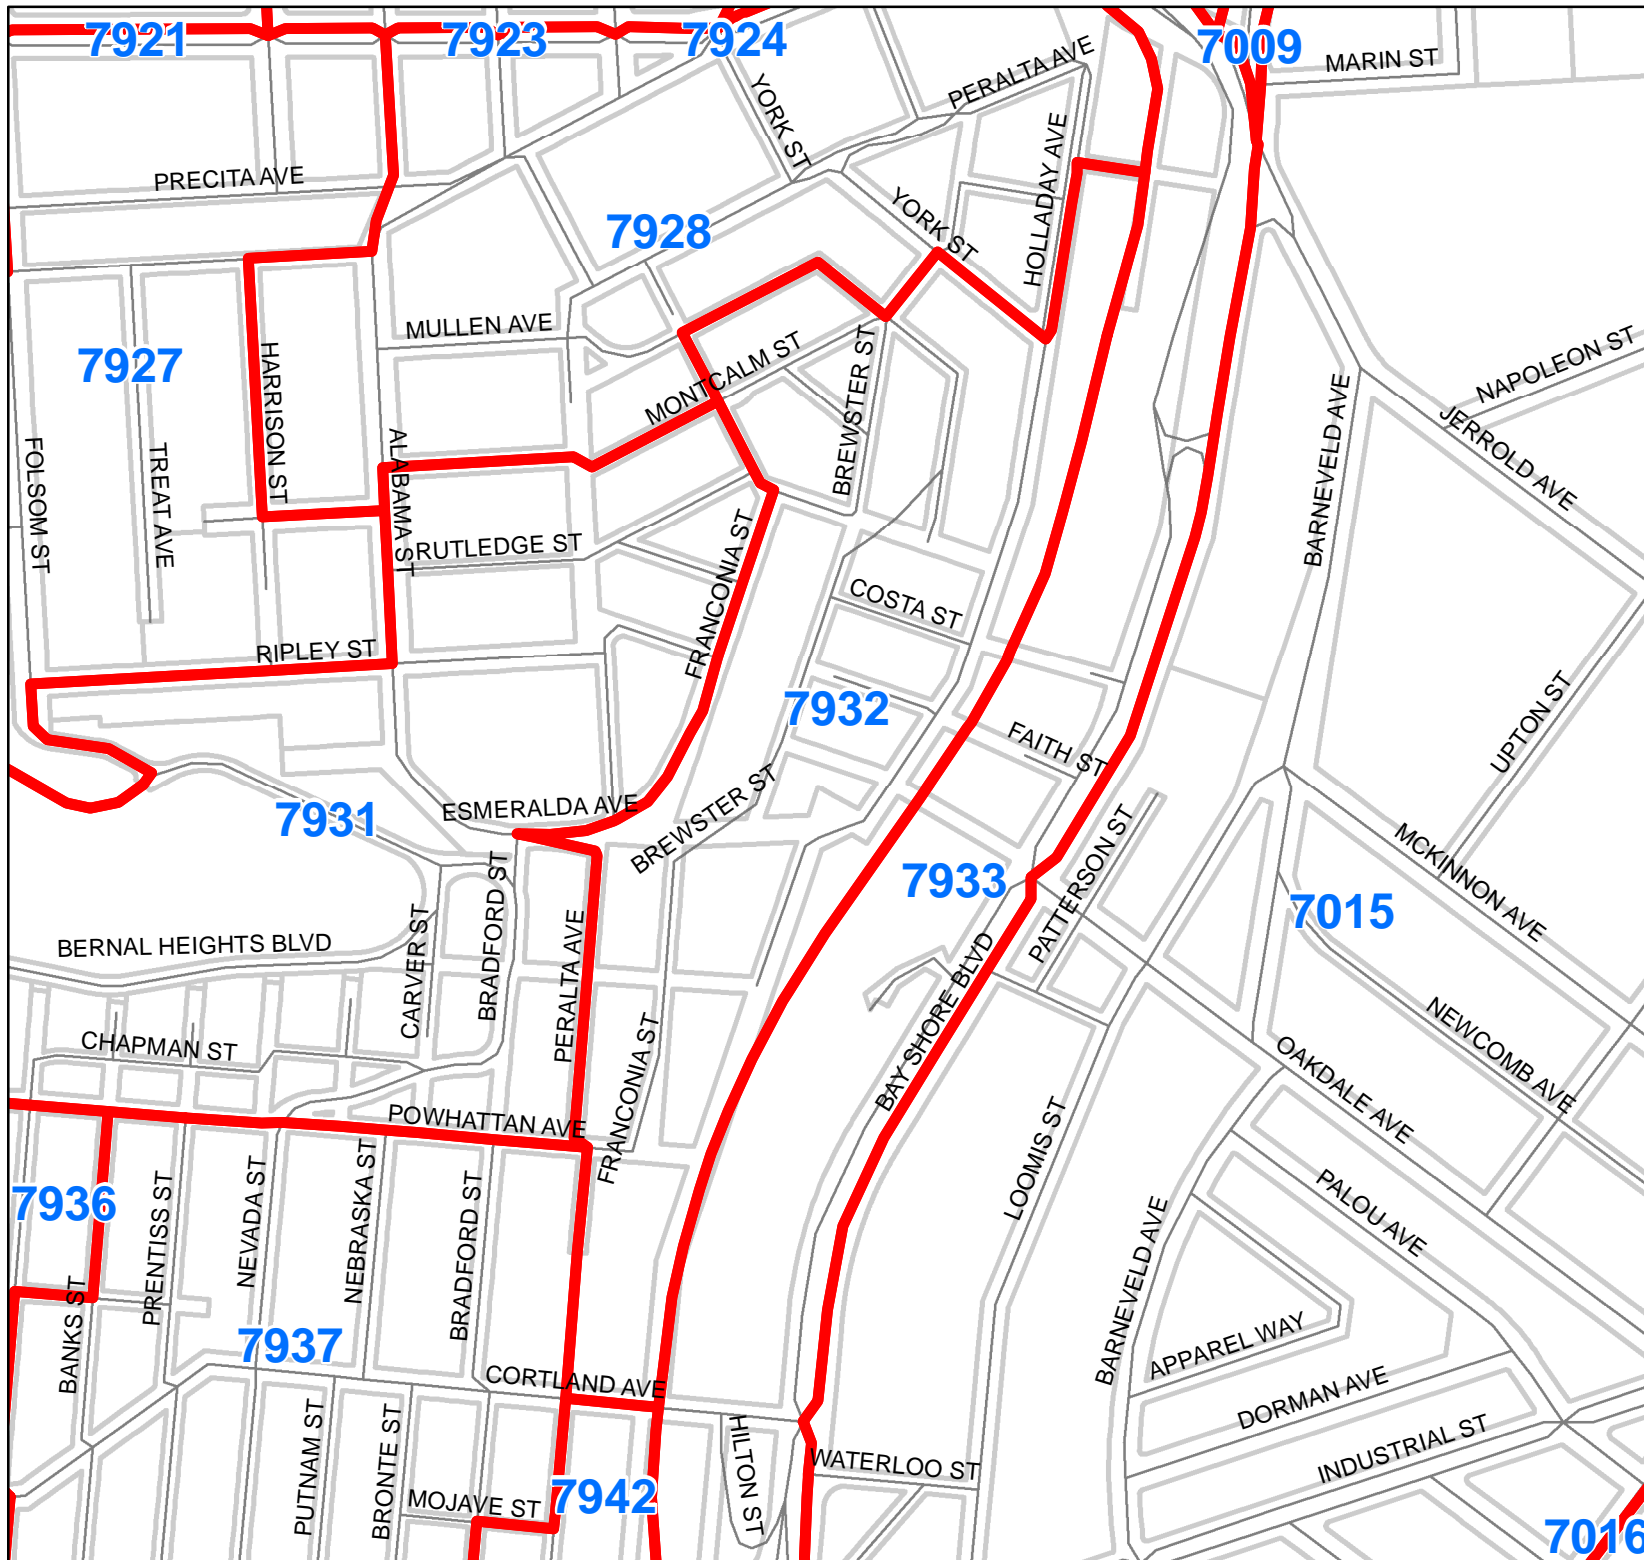 7921
7923
7924
7009
MARIN ST
PERALTA AVE
YORK ST
HOLLADAY AVE
PRECITA AVE
YORK ST
7928
MULLEN AVE
NAPOLEON ST
7927
HARRISON ST
MONTCALM ST
BREWSTER ST
BARNEVELD AVE
JERROLD AVE
FOLSOM ST
TREAT AVE
ALABAMA ST
RUTLEDGE ST
FRANCONIA ST
COSTA ST
RIPLEY ST
7932
FAITH ST
UPTON ST
7931
ESMERALDA AVE
BREWSTER ST
PATTERSON ST
MCKINNON AVE
7933
7015
BRADFORD ST
CARVER ST
PERALTA AVE
BERNAL HEIGHTS BLVD
BAY SHORE BLVD
NEWCOMB AVE
CHAPMAN ST
FRANCONIA ST
OAKDALE AVE
POWHATTAN AVE
LOOMIS ST
7936
PRENTISS ST
NEVADA ST
NEBRASKA ST
BRADFORD ST
BARNEVELD AVE
PALOU AVE
BANKS ST
7937
APPAREL WAY
CORTLAND AVE
DORMAN AVE
PUTNAM ST
BRONTE ST
HILTON ST
WATERLOO ST
INDUSTRIAL ST
MOJAVE ST
7942
7016